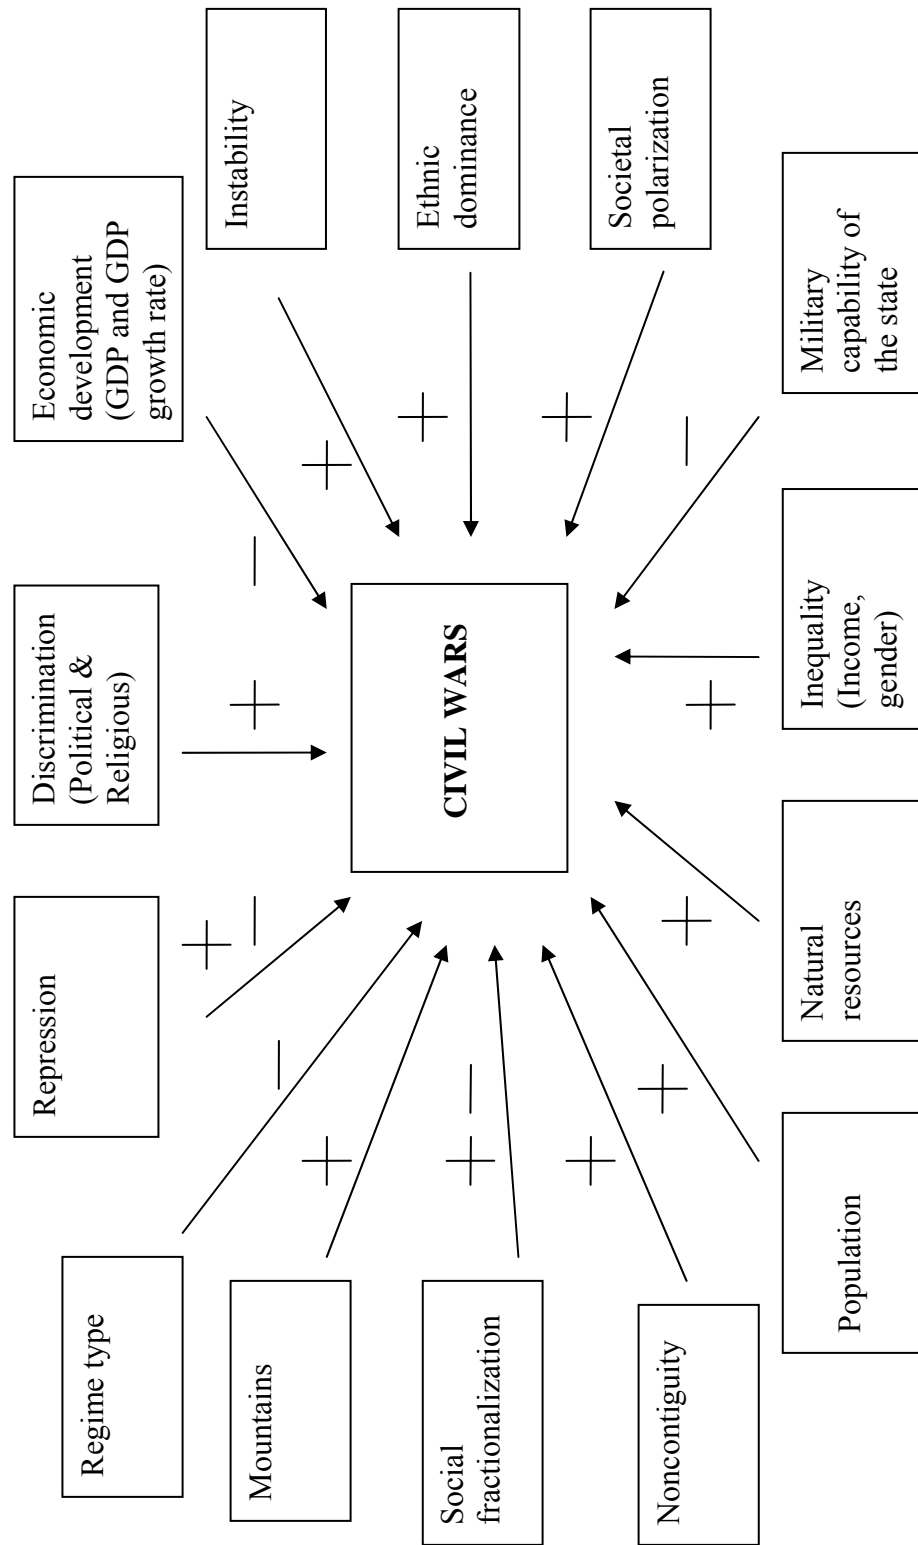 Regime type
Repression
Discrimination
(Political &
Religious)
Economic
development
(GDP and GDP
growth rate)
Instability
Mountains
Ethnic
dominance
Social
fractionalization
CIVIL WARS
Societal
polarization
Noncontiguity
Population
Natural
resources
Inequality
(Income,
gender)
Military
capability of
the state
+
–
–
+
–
+
+
+
–
+
+
–
+
+
+
+